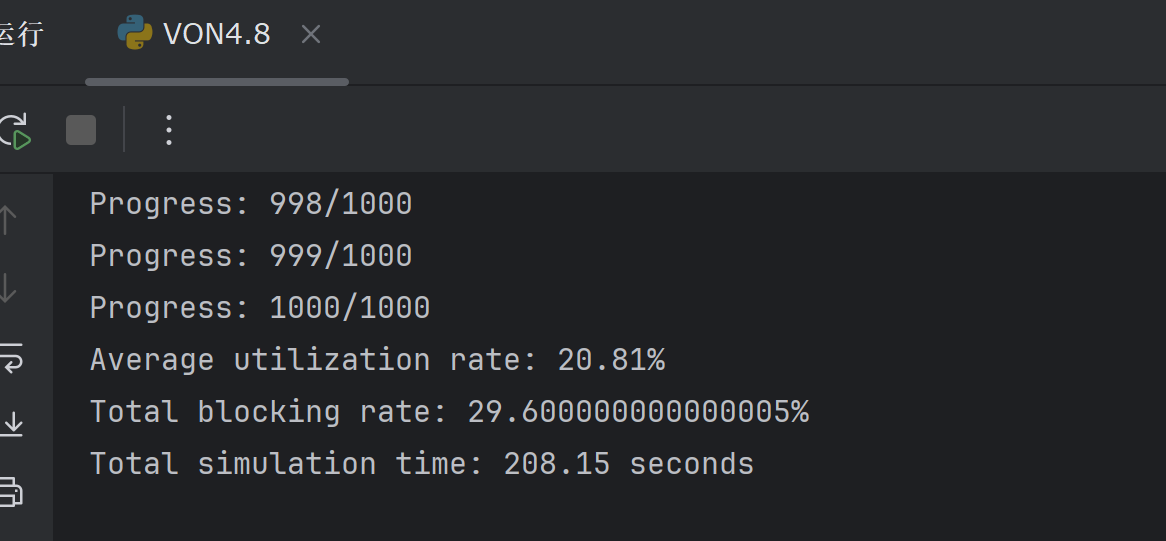 运行
VON4.8
Progress: 998/1000
Progress: 999/1000
Progress: 1000/1000
Average utilization rate: 20.81%
Total blocking rate: 29.600000000000005%
Total simulation time: 208.15 seconds